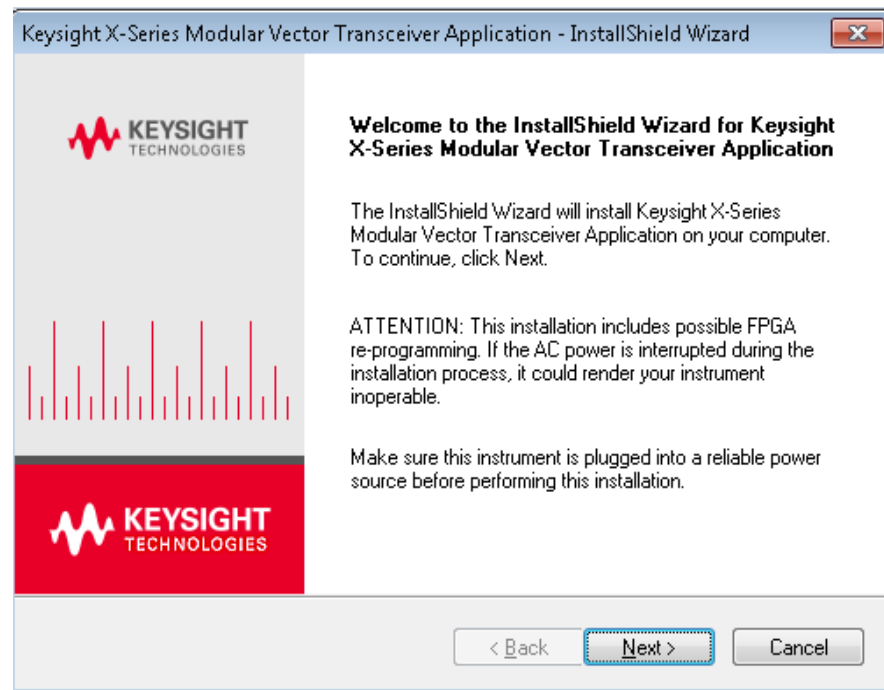 Keysight X-Series Modular Vector Transceiver Application - InstallShield Wizard
KEYSIGHT
TECHNOLOGIES
Welcome to the InstallShield Wizard for Keysight
X-Series Modular Vector Transceiver Application
The InstallShield Wizard will install Keysight X-Series
Modular Vector Transceiver Application on your computer.
To continue, click Next.
ATTENTION: This installation includes possible FPGA
re-programming. If the AC power is interrupted during the
installation process, it could render your instrument
inoperable.
Make sure this instrument is plugged into a reliable power
source before performing this installation.
KEYSIGHT
TECHNOLOGIES
< Back
Next >
Cancel